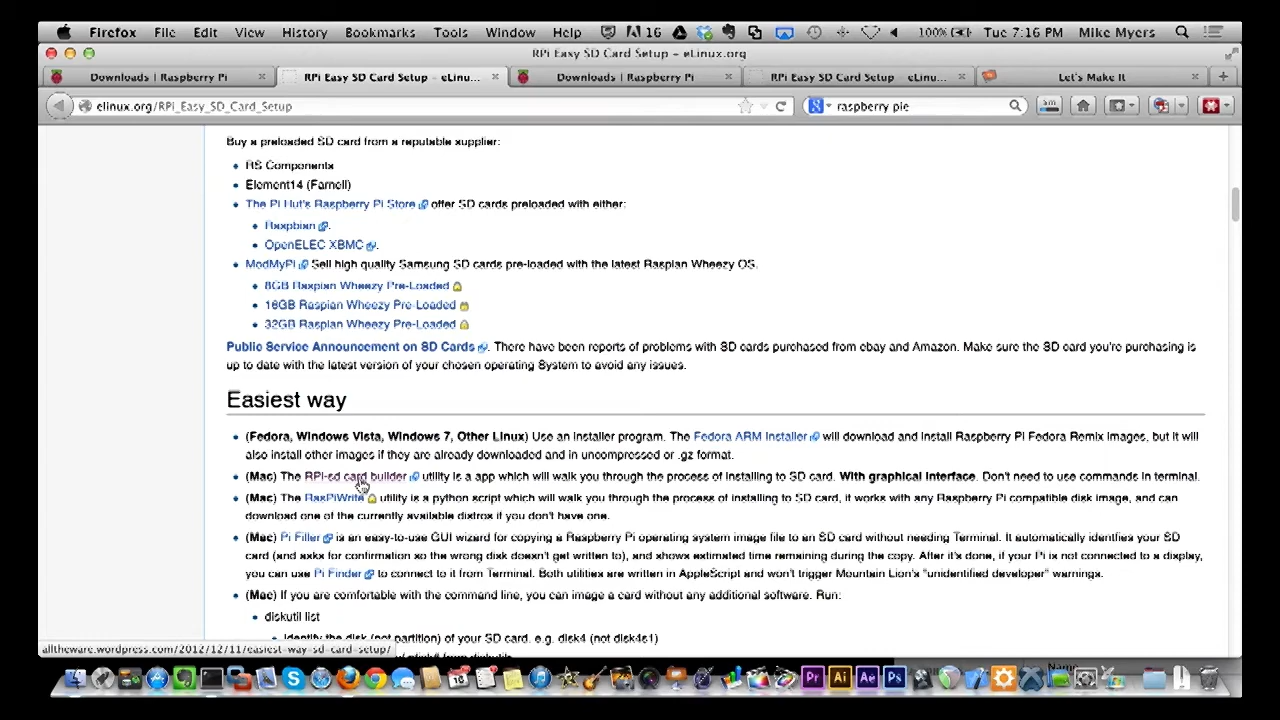 Firefox File Edit View History Bookmarks Tools Window Help 16 100% Tue 7:16 PM Mike Myers
RPi Easy SD Card Setup - eLinux.org
Downloads | Raspberry Pi RPi Easy SD Card Setup - eLinu... Downloads | Raspberry Pi RPi Easy SD Card Setup - eLinu... Let's Make It
elinux.org/RPi_Easy_SD_Card_Setup raspberry pie
Buy a preloaded SD card from a reputable supplier:
RS Components
Element14 (Farnell)
The Pi Hut's Raspberry Pi Store offer SD cards preloaded with either:
Raspbian.
OpenELEC XBMC.
ModMyPi Sell high quality Samsung SD cards pre-loaded with the latest Raspian Wheezy OS.
8GB Raspian Wheezy Pre-Loaded
16GB Raspian Wheezy Pre-Loaded
32GB Raspian Wheezy Pre-Loaded
Public Service Announcement on SD Cards. There have been reports of problems with SD cards purchased from ebay and Amazon. Make sure the SD card you're purchasing is
up to date with the latest version of your chosen operating System to avoid any issues.
Easiest way
(Fedora, Windows Vista, Windows 7, Other Linux) Use an installer program. The Fedora ARM Installer will download and install Raspberry Pi Fedora Remix images, but it will
also install other images if they are already downloaded and in uncompressed or .gz format.
(Mac) The RPi-sd card builder utility is a app which will walk you through the process of installing to SD card. With graphical interface. Don't need to use commands in terminal.
(Mac) The RasPiWrite utility is a python script which will walk you through the process of installing to SD card, it works with any Raspberry Pi compatible disk image, and can
download one of the currently available distros if you don't have one.
(Mac) Pi Filler is an easy-to-use GUI wizard for copying a Raspberry Pi operating system image file to an SD card without needing Terminal. It automatically identifies your SD
card (and asks for confirmation so the wrong disk doesn't get written to), and shows estimated time remaining during the copy. After it's done, if your Pi is not connected to a display,
you can use Pi Finder to connect to it from Terminal. Both utilities are written in AppleScript and won't trigger Mountain Lion's "unidentified developer" warnings.
(Mac) If you are comfortable with the command line, you can image a card without any additional software. Run:
diskutil list
Identify the disk (not partition) of your SD card. e.g. disk4 (not disk4s1)
alltheware.wordpress.com/2012/12/11/easiest-way-sd-card-setup/
Name
Pr Ai Ae Ps